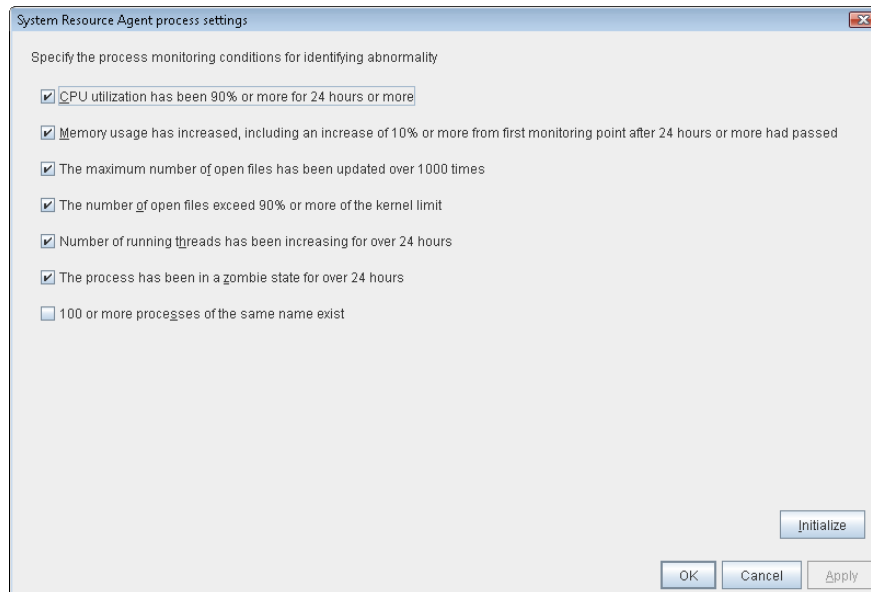 System Resource Agent process settings
Specify the process monitoring conditions for identifying abnormality
CPU utilization has been 90% or more for 24 hours or more
Memory usage has increased, including an increase of 10% or more from first monitoring point after 24 hours or more had passed
The maximum number of open files has been updated over 1000 times
The number of open files exceed 90% or more of the kernel limit
Number of running threads has been increasing for over 24 hours
The process has been in a zombie state for over 24 hours
100 or more processes of the same name exist
Initialize
OK Cancel Apply